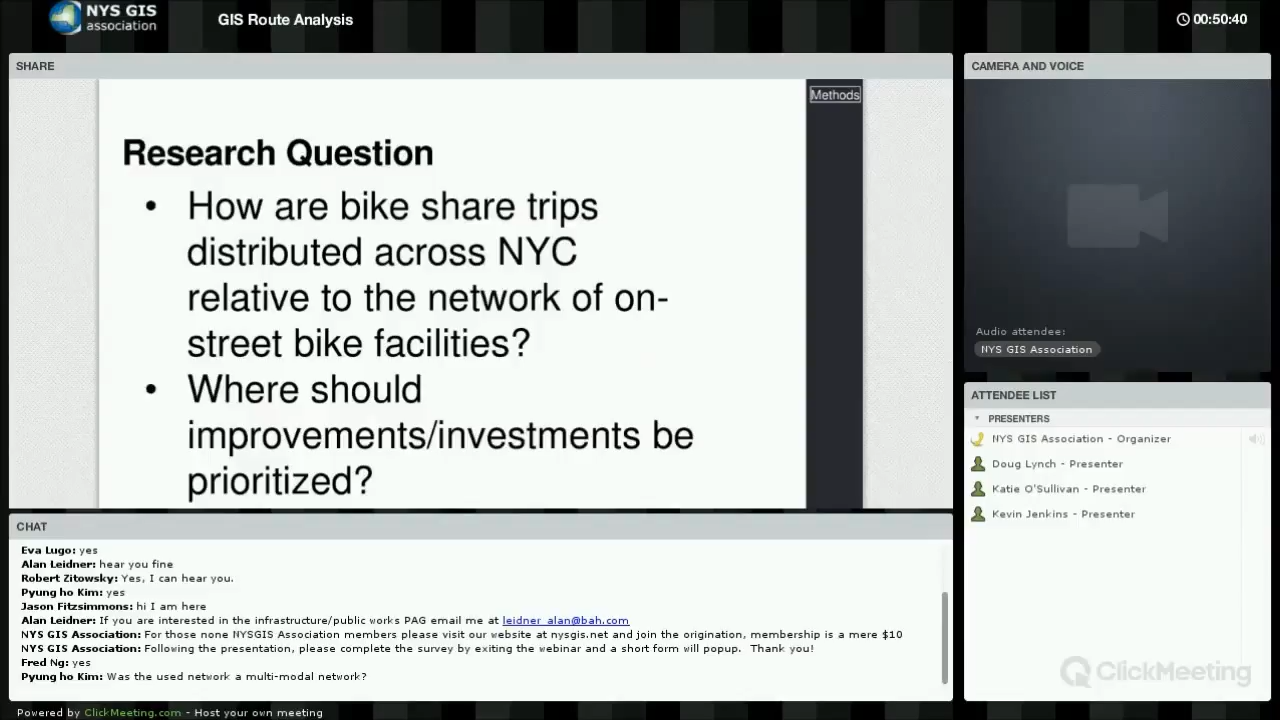 NYS GIS
association
GIS Route Analysis
00:50:40
SHARE
Methods
Research Question
• How are bike share trips
distributed across NYC
relative to the network of on-
street bike facilities?
• Where should
improvements/investments be
prioritized?
CAMERA AND VOICE
Audio attendee:
NYS GIS Association
ATTENDEE LIST
PRESENTERS
NYS GIS Association - Organizer
Doug Lynch - Presenter
Katie O'Sullivan - Presenter
Kevin Jenkins - Presenter
CHAT
Eva Lugo: yes
Alan Leidner: hear you fine
Robert Zitowsky: Yes, I can hear you.
Pyung ho Kim: yes
Jason Fitzsimmons: hi I am here
Alan Leidner: If you are interested in the infrastructure/public works PAG email me at leidner_alan@bah.com
NYS GIS Association: For those none NYSGIS Association members please visit our website at nysgis.net and join the origination, membership is a mere $10
NYS GIS Association: Following the presentation, please complete the survey by exiting the webinar and a short form will popup. Thank you!
Fred Ng: yes
Pyung ho Kim: Was the used network a multi-modal network?
ClickMeeting
Powered by ClickMeeting.com - Host your own meeting